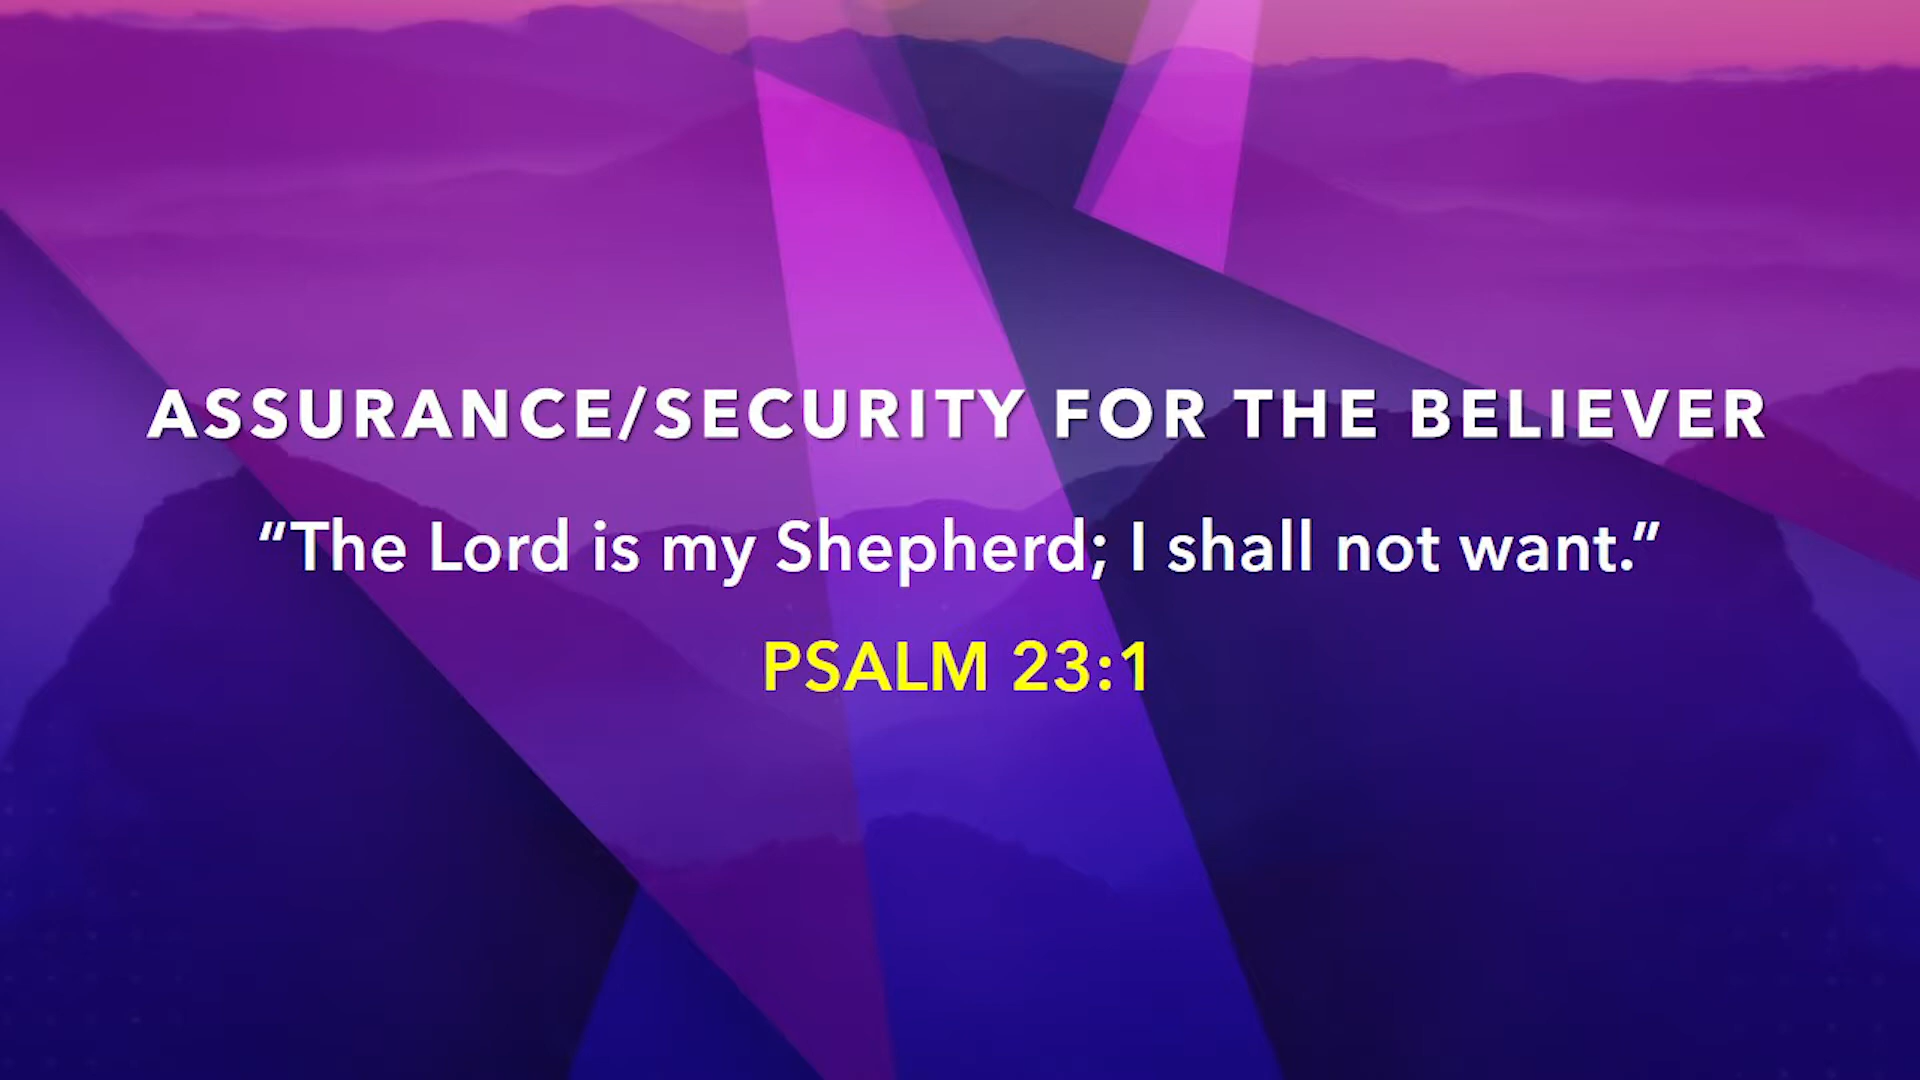 ASSURANCE/SECURITY FOR THE BELIEVER
“The Lord is my Shepherd; I shall not want.”
PSALM 23:1